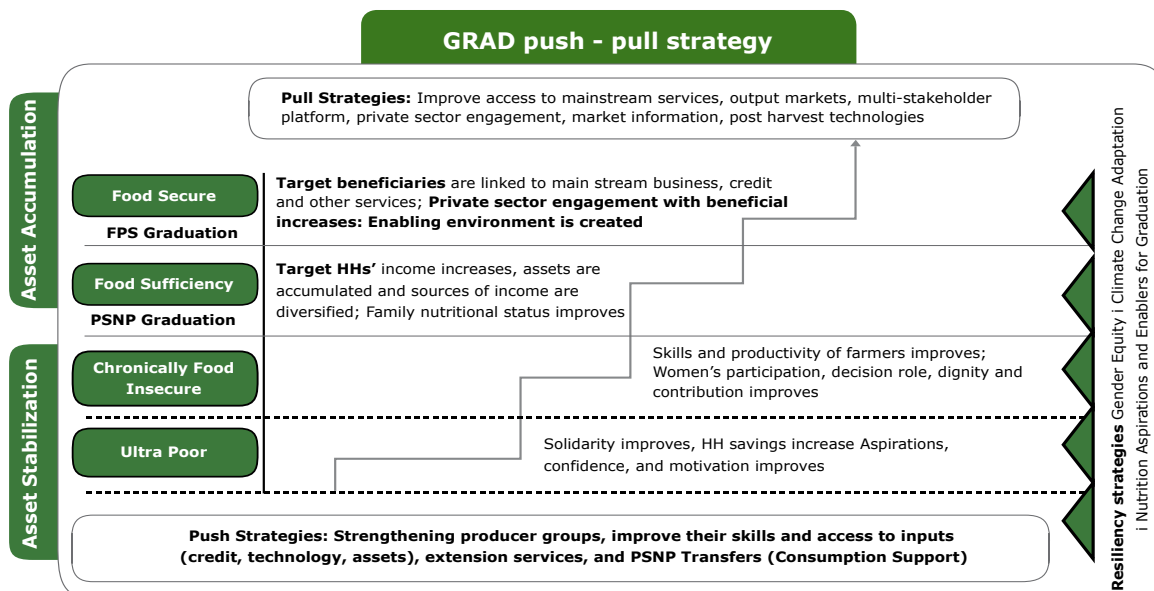 GRAD push - pull strategy
Pull Strategies: Improve access to mainstream services, output markets, multi-stakeholder
platform, private sector engagement, market information, post harvest technologies
Asset Accumulation
Food Secure
FPS Graduation
Target beneficiaries are linked to main stream business, credit
and other services; Private sector engagement with beneficial
increases: Enabling environment is created
Food Sufficiency
PSNP Graduation
Target HHs’ income increases, assets are
accumulated and sources of income are
diversified; Family nutritional status improves
Asset Stabilization
Chronically Food
Insecure
Skills and productivity of farmers improves;
Women’s participation, decision role, dignity and
contribution improves
Ultra Poor
Solidarity improves, HH savings increase Aspirations,
confidence, and motivation improves
Push Strategies: Strengthening producer groups, improve their skills and access to inputs
(credit, technology, assets), extension services, and PSNP Transfers (Consumption Support)
Resiliency strategies Gender Equity i Climate Change Adaptation
i Nutrition Aspirations and Enablers for Graduation